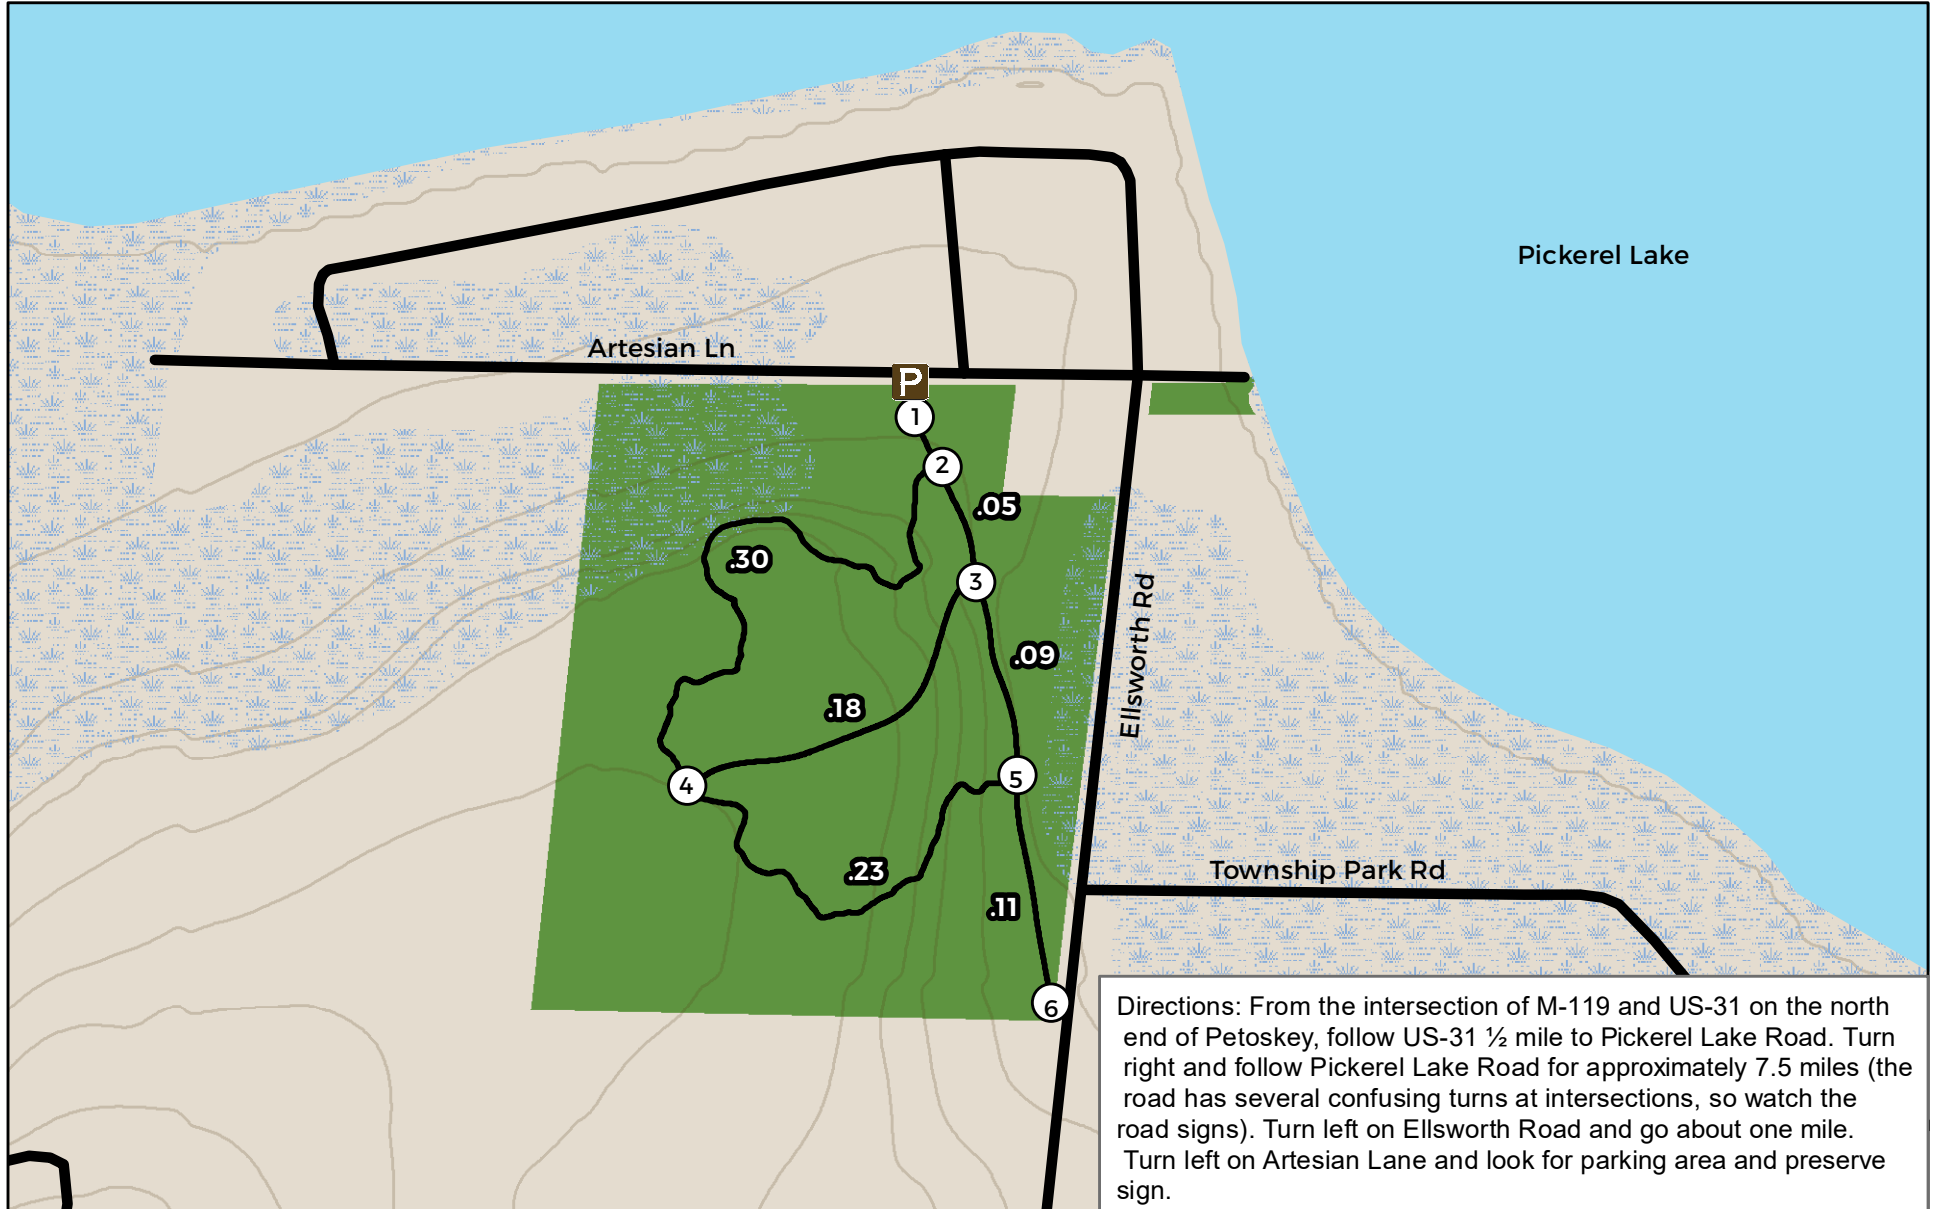 Pickerel Lake
Artesian Ln
P
1
2
.05
.30
3
Ellsworth Rd
.09
.18
4
5
.23
Township Park Rd
.11
6
Directions: From the intersection of M-119 and US-31 on the north
end of Petoskey, follow US-31 ½ mile to Pickerel Lake Road. Turn
right and follow Pickerel Lake Road for approximately 7.5 miles (the
road has several confusing turns at intersections, so watch the
road signs). Turn left on Ellsworth Road and go about one mile.
Turn left on Artesian Lane and look for parking area and preserve
sign.